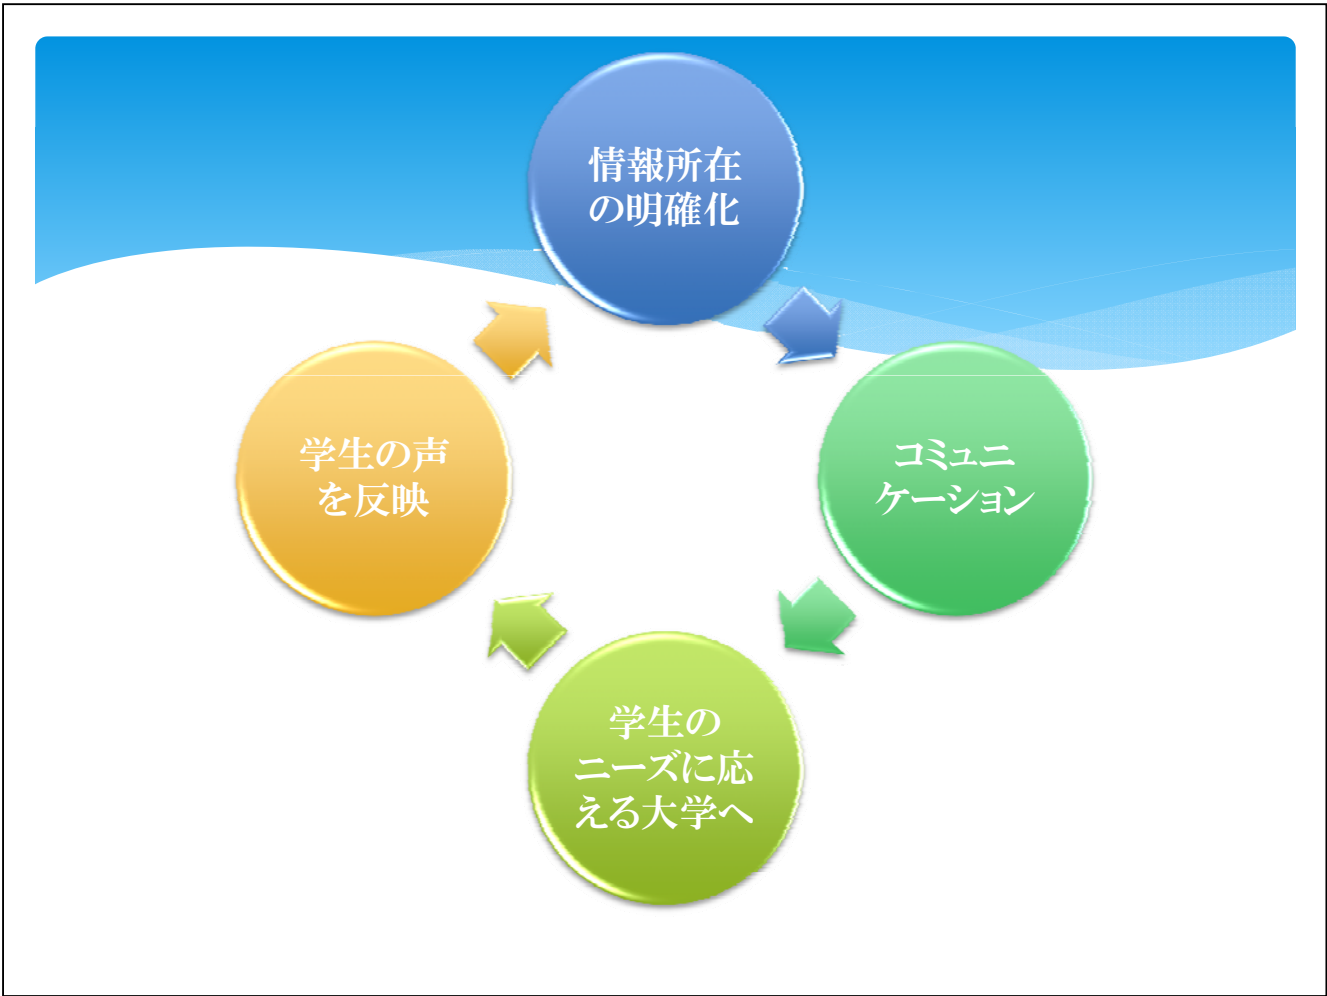 情報所在
の明確化
コミュニ
ケーション
学生の
ニーズに応
える大学へ
学生の声
を反映